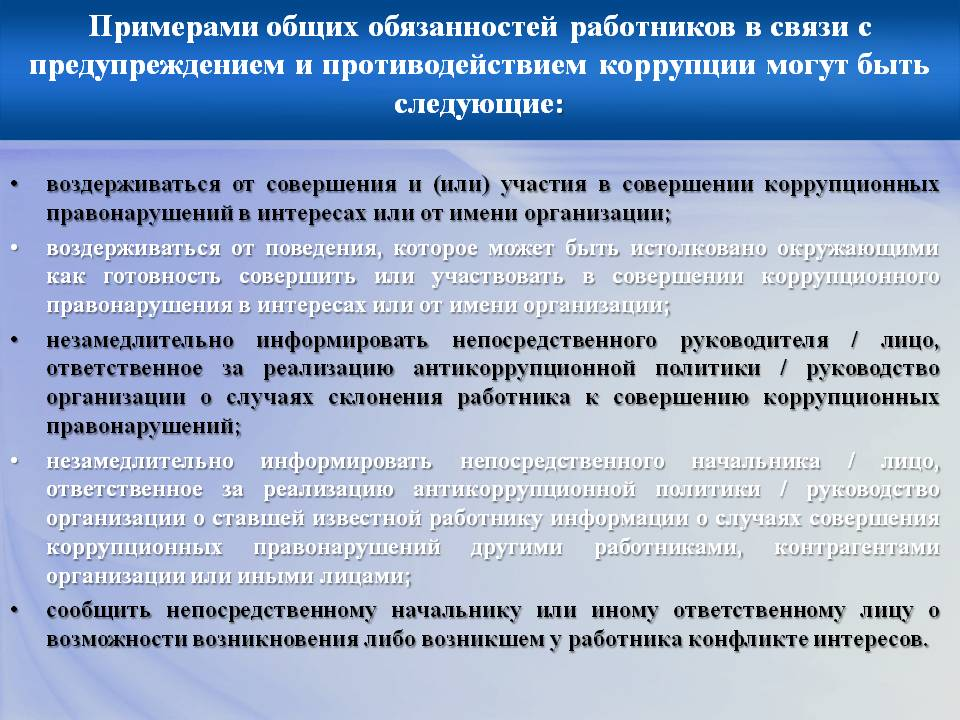 Примерами общих обязанностей работников в связи с
предупреждением и противодействием коррупции могут быть
следующие:
• воздерживаться от совершения и (или) участия в совершении коррупционных
правонарушений в интересах или от имени организации;
• воздерживаться от поведения, которое может быть истолковано окружающими
как готовность совершить или участвовать в совершении коррупционного
правонарушения в интересах или от имени организации;
• незамедлительно информировать непосредственного руководителя / лицо,
ответственное за реализацию антикоррупционной политики / руководство
организации о случаях склонения работника к совершению коррупционных
правонарушений;
• незамедлительно информировать непосредственного начальника / лицо,
ответственное за реализацию антикоррупционной политики / руководство
организации о ставшей известной работнику информации о случаях совершения
коррупционных правонарушений другими работниками, контрагентами
организации или иными лицами;
• сообщить непосредственному начальнику или иному ответственному лицу о
возможности возникновения либо возникшем у работника конфликте интересов.